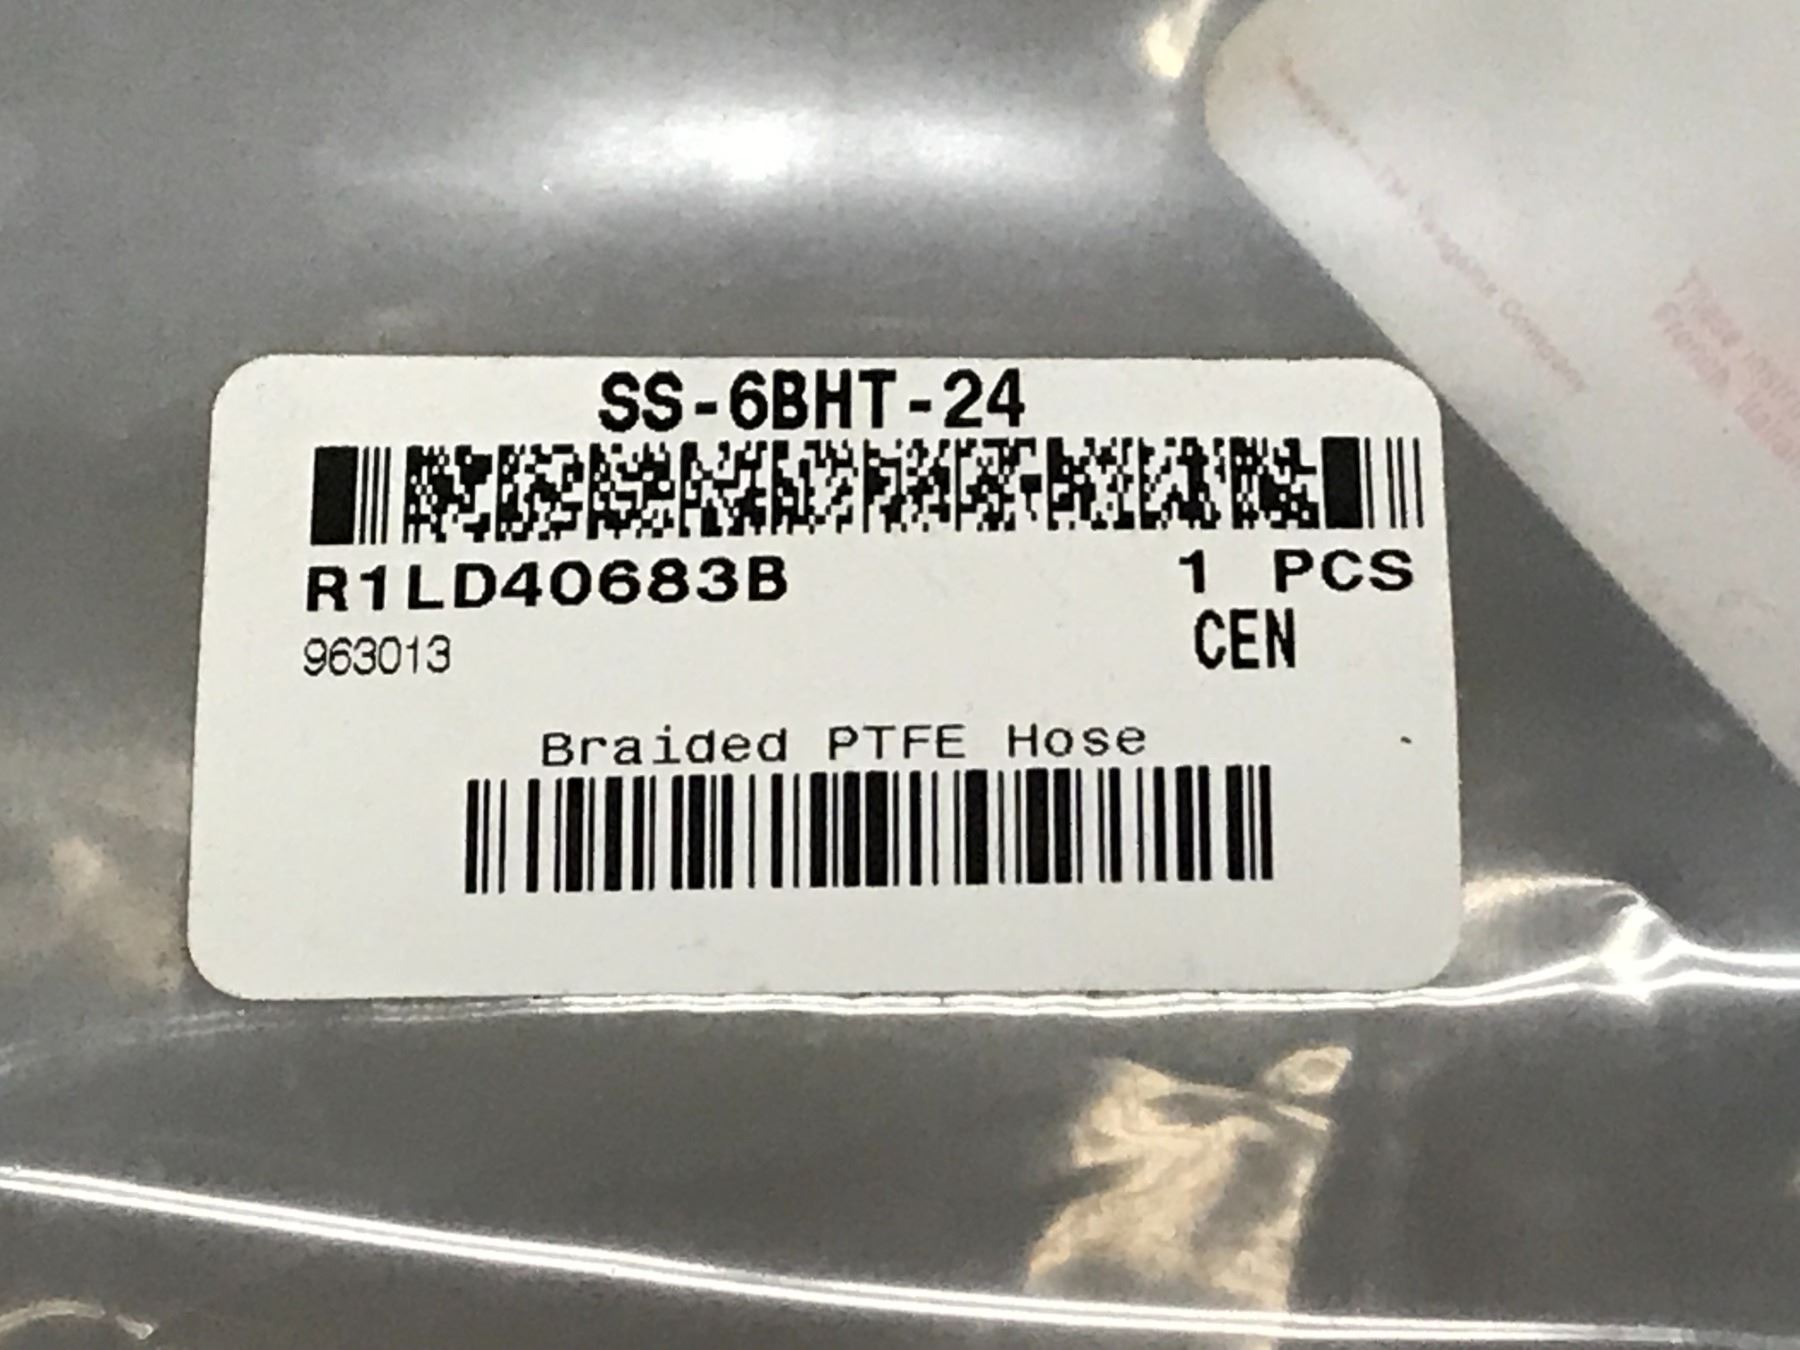 SS-6BHT-24
R1LD40683B 1 PCS
963013 CEN
Braided PTFE Hose